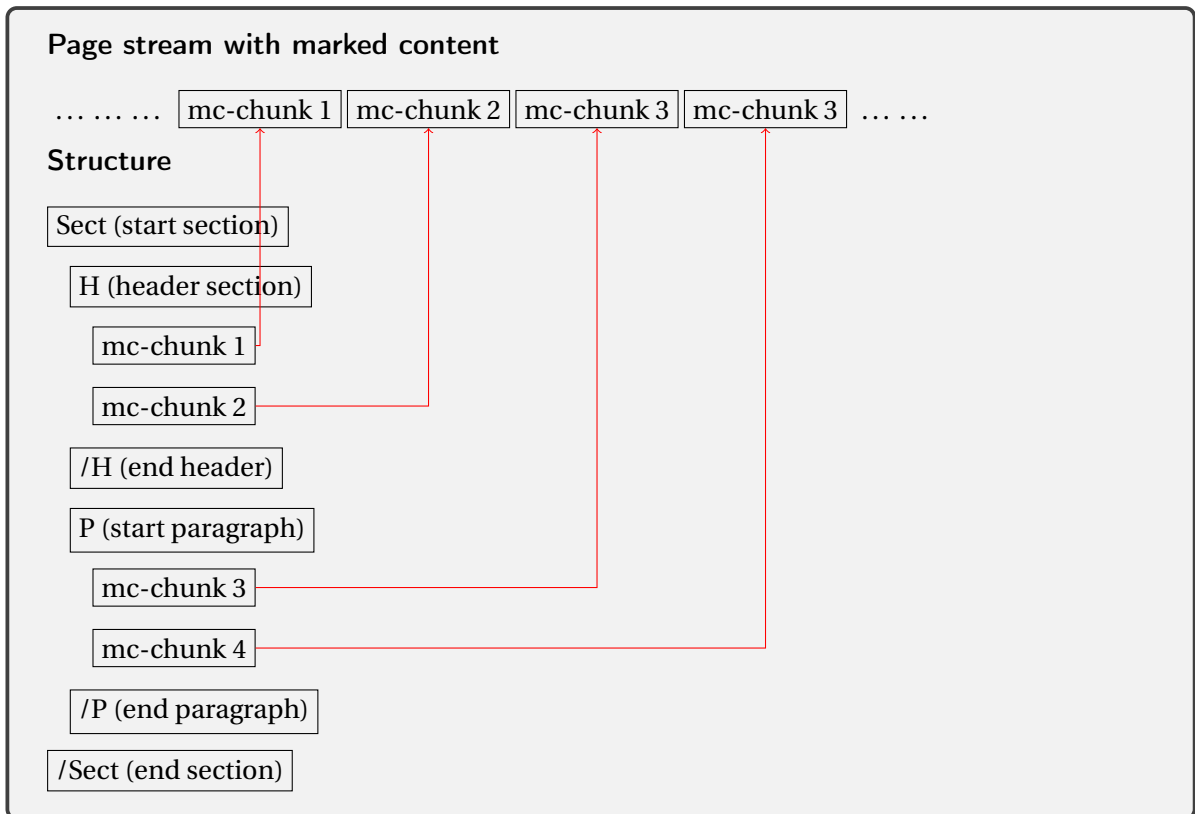 Page stream with marked content
... ... ... mc-chunk 1 mc-chunk 2 mc-chunk 3 mc-chunk 3 ... ...
Structure
Sect (start section)
H (header section)
mc-chunk 1
mc-chunk 2
/H (end header)
P (start paragraph)
mc-chunk 3
mc-chunk 4
/P (end paragraph)
/Sect (end section)